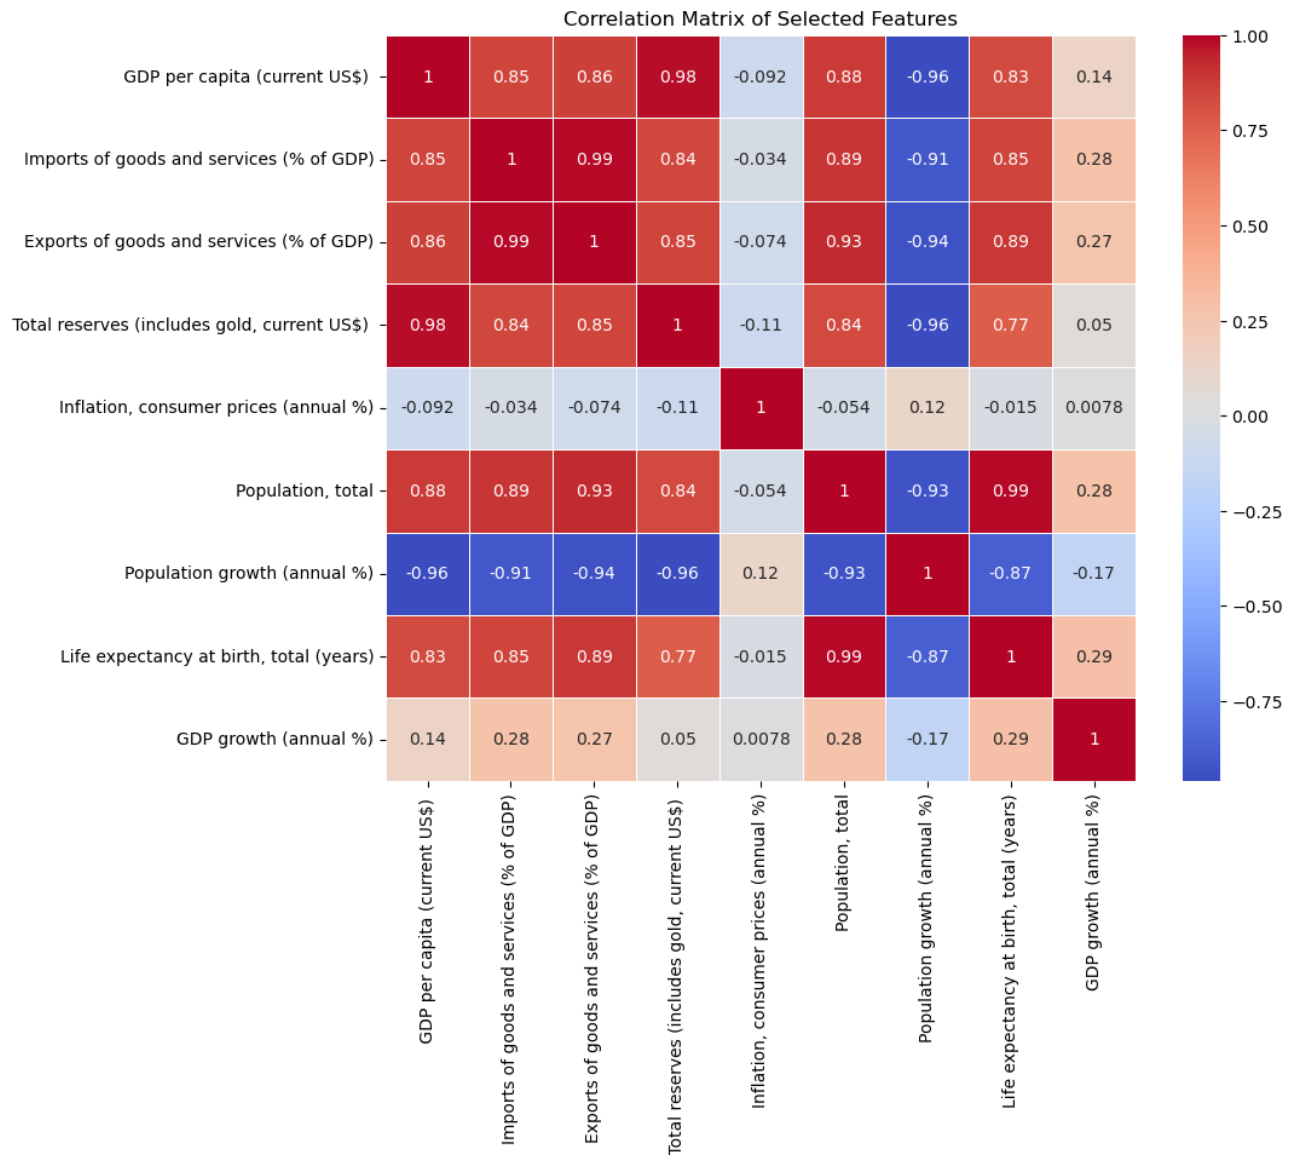 Correlation Matrix of Selected Features
GDP per capita (current US$) 1 0.85 0.86 0.98 -0.092 0.88 -0.96 0.83 0.14
Imports of goods and services (% of GDP) 0.85 1 0.99 0.84 -0.034 0.89 -0.91 0.85 0.28
Exports of goods and services (% of GDP) 0.86 0.99 1 0.85 -0.074 0.93 -0.94 0.89 0.27
Total reserves (includes gold, current US$) 0.98 0.84 0.85 1 -0.11 0.84 -0.96 0.77 0.05
Inflation, consumer prices (annual %) -0.092 -0.034 -0.074 -0.11 1 -0.054 0.12 -0.015 0.0078
Population, total 0.88 0.89 0.93 0.84 -0.054 1 -0.93 0.99 0.28
Population growth (annual %) -0.96 -0.91 -0.94 -0.96 0.12 -0.93 1 -0.87 -0.17
Life expectancy at birth, total (years) 0.83 0.85 0.89 0.77 -0.015 0.99 -0.87 1 0.29
GDP growth (annual %) 0.14 0.28 0.27 0.05 0.0078 0.28 -0.17 0.29 1
GDP per capita (current US$)
Imports of goods and services (% of GDP)
Exports of goods and services (% of GDP)
Total reserves (includes gold, current US$)
Inflation, consumer prices (annual %)
Population, total
Population growth (annual %)
Life expectancy at birth, total (years)
GDP growth (annual %)
1.00
0.75
0.50
0.25
0.00
−0.25
−0.50
−0.75